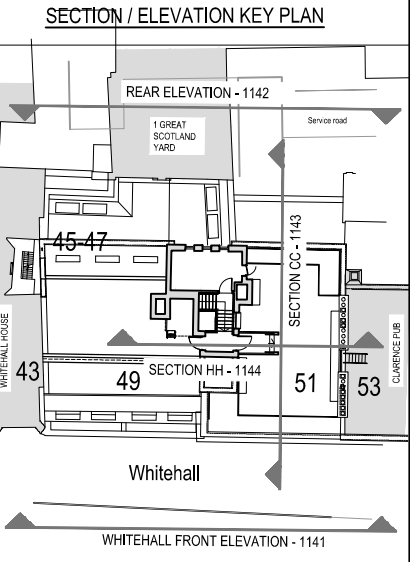 SECTION / ELEVATION KEY PLAN
REAR ELEVATION - 1142
1 GREAT
SCOTLAND
YARD
Service road
45-47
SECTION CC - 1143
WHITEHALL HOUSE
43
49
SECTION HH - 1144
51
53
CLARENCE PUB
Whitehall
WHITEHALL FRONT ELEVATION - 1141